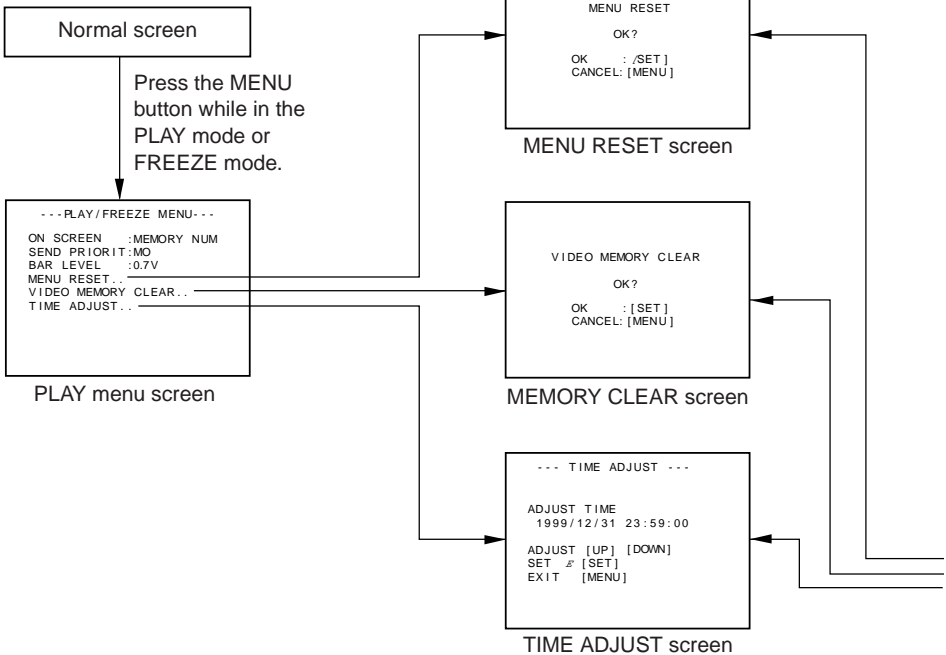 Normal screen
Press the MENU
button while in the
PLAY mode or
FREEZE mode.
---PLAY/FREEZE MENU---
ON SCREEN :MEMORY NUM
SEND PRIORIT:MO
BAR LEVEL :0.7V
MENU RESET..
VIDEO MEMORY CLEAR..
TIME ADJUST..
PLAY menu screen
MENU RESET
OK?
OK : [SET]
CANCEL: [MENU]
MENU RESET screen
VIDEO MEMORY CLEAR
OK?
OK : [SET]
CANCEL: [MENU]
MEMORY CLEAR screen
--- TIME ADJUST ---
ADJUST TIME
1999/12/31 23:59:00
ADJUST [UP] [DOWN]
SET [SET]
EXIT [MENU]
TIME ADJUST screen